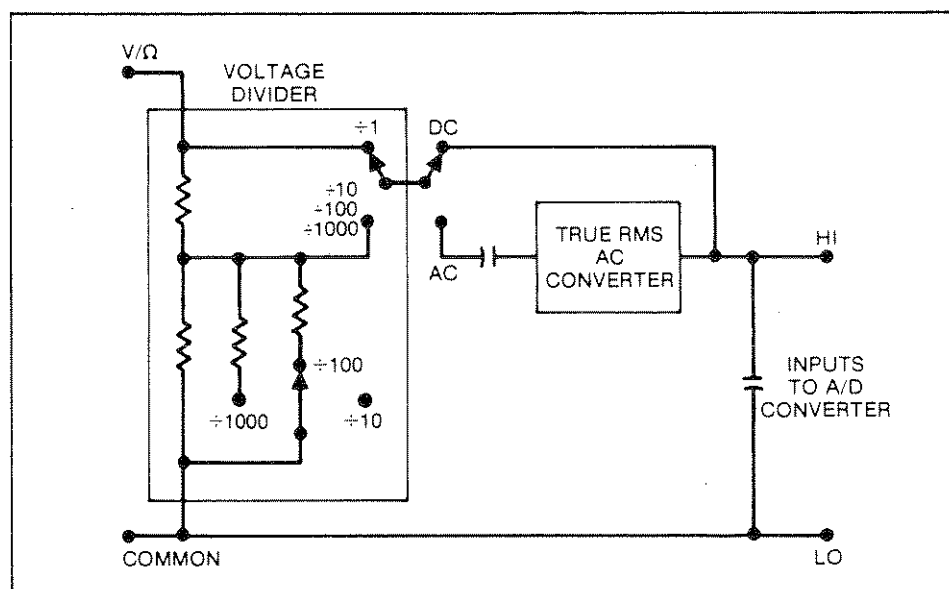 V/Ω
VOLTAGE
DIVIDER
÷1
DC
÷10
÷100
÷1000
AC
TRUE RMS
AC
CONVERTER
HI
÷100
÷1000
÷10
INPUTS
TO A/D
CONVERTER
COMMON
LO